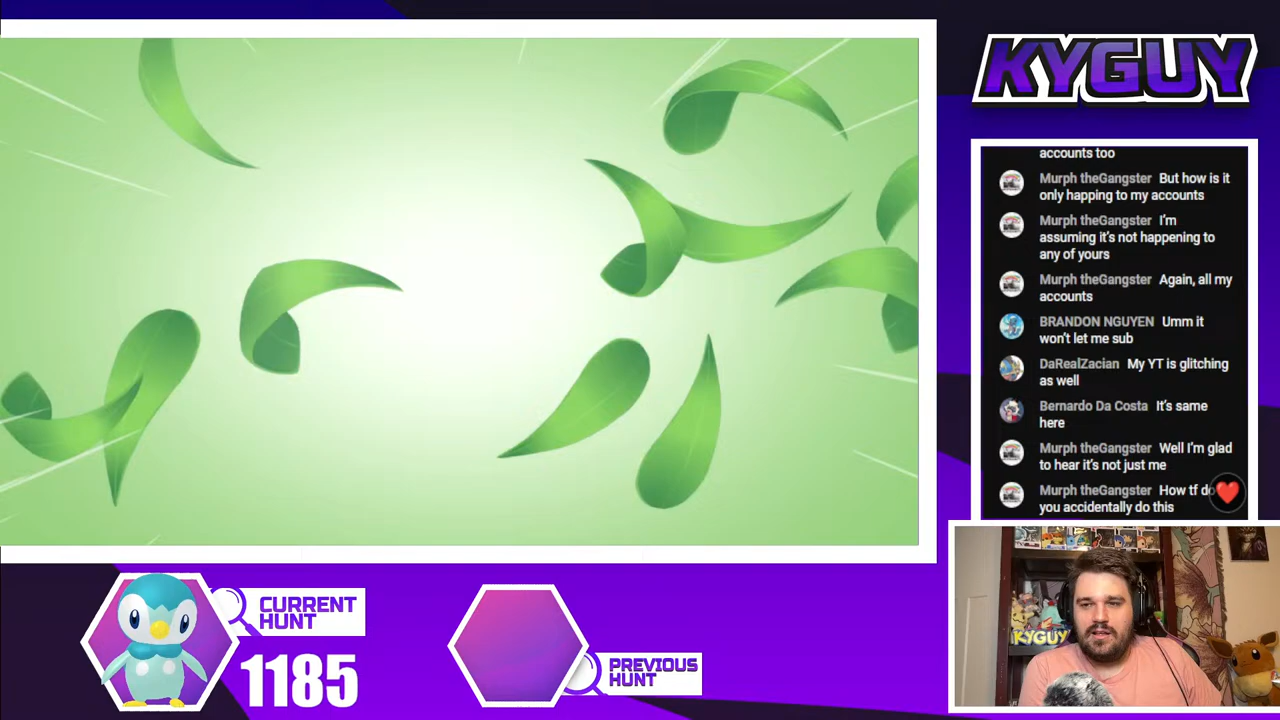 KYGUY
accounts too
Murph theGangster But how is it
only happing to my accounts
Murph theGangster I'm
assuming it's not happening to
any of yours
Murph theGangster Again, all my
accounts
BRANDON NGUYEN Umm it
won't let me sub
DaRealZacian My YT is glitching
as well
Bernardo Da Costa It's same
here
Murph theGangster Well I'm glad
to hear it's not just me
Murph theGangster How tf do
you accidentally do this
KYGUY
CURRENT
HUNT
1185
PREVIOUS
HUNT